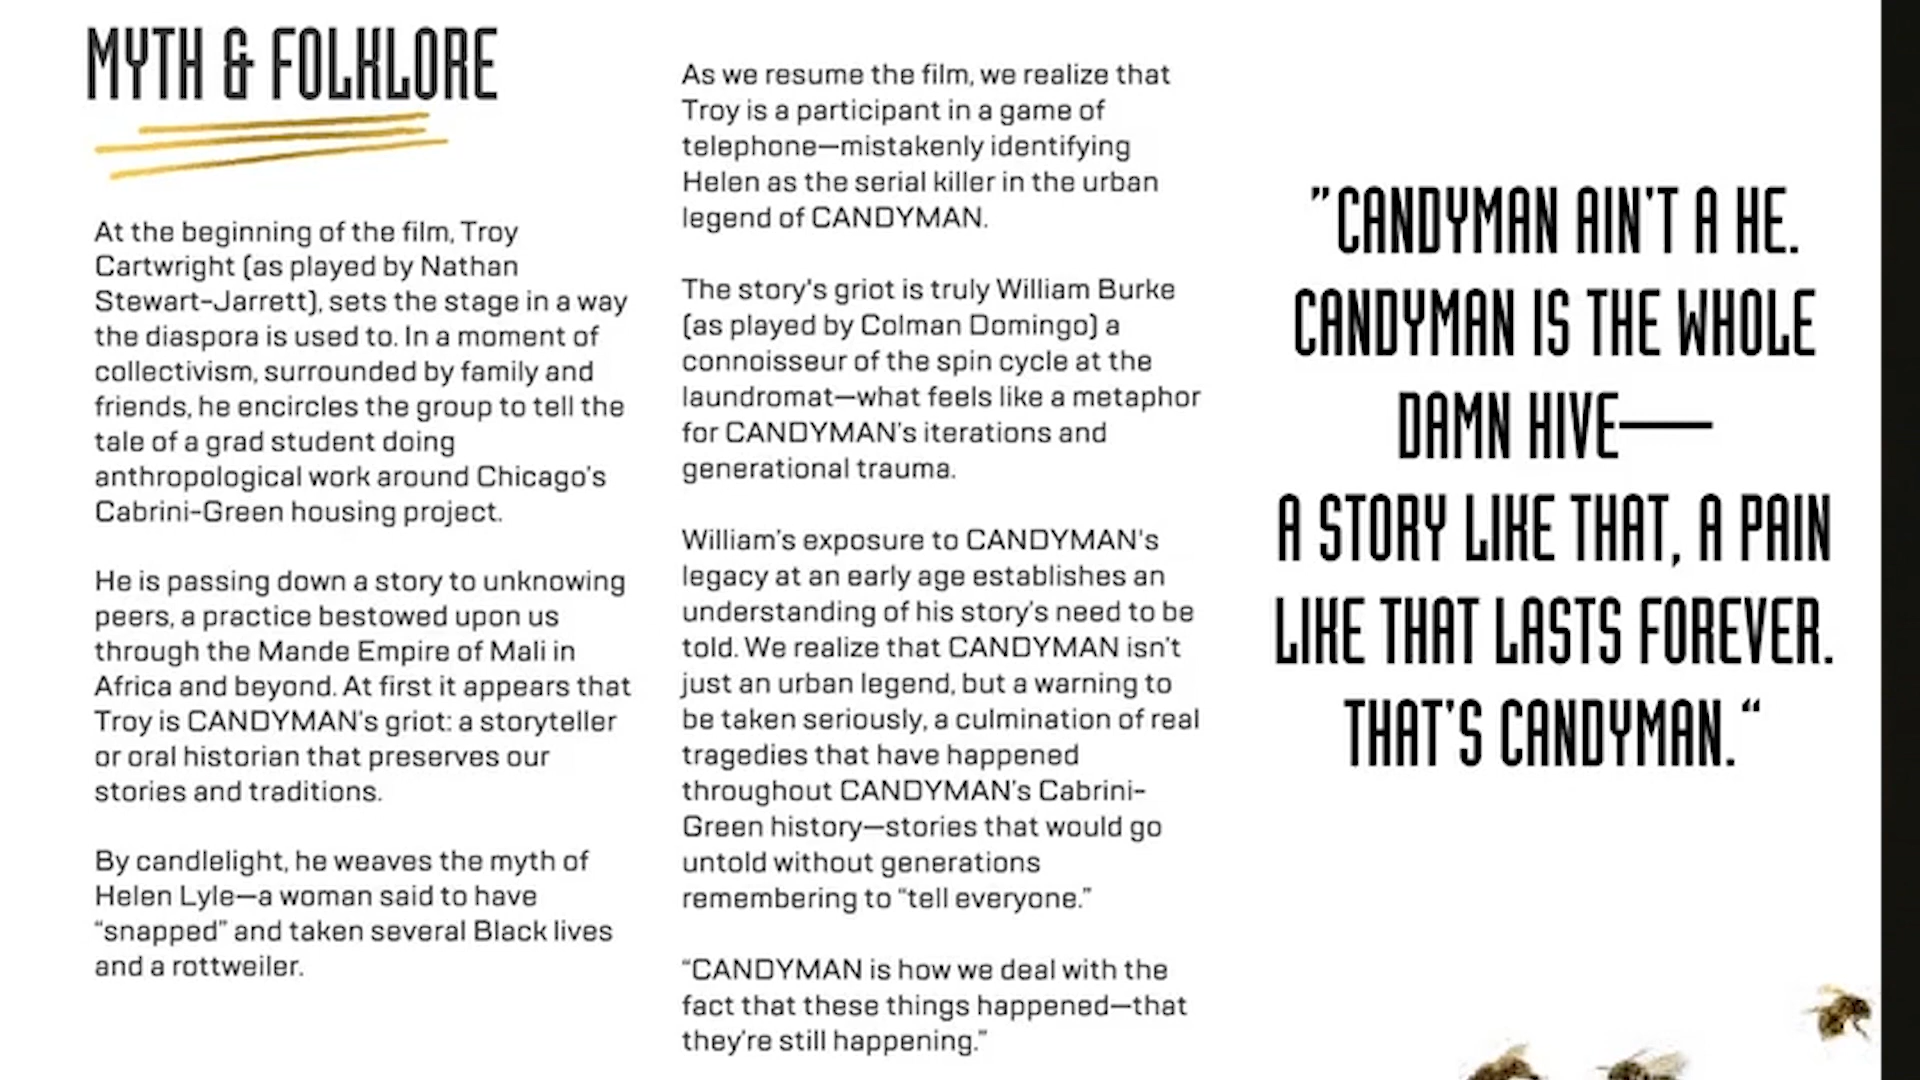 MYTH & FOLKLORE
At the beginning of the film, Troy
Cartwright (as played by Nathan
Stewart-Jarrett), sets the stage in a way
the diaspora is used to. In a moment of
collectivism, surrounded by family and
friends, he encircles the group to tell the
tale of a grad student doing
anthropological work around Chicago's
Cabrini-Green housing project.
He is passing down a story to unknowing
peers, a practice bestowed upon us
through the Mande Empire of Mali in
Africa and beyond. At first it appears that
Troy is CANDYMAN's griot: a storyteller
or oral historian that preserves our
stories and traditions.
By candlelight, he weaves the myth of
Helen Lyle—a woman said to have
“snapped” and taken several Black lives
and a rottweiler.
As we resume the film, we realize that
Troy is a participant in a game of
telephone—mistakenly identifying
Helen as the serial killer in the urban
legend of CANDYMAN.
The story's griot is truly William Burke
(as played by Colman Domingo) a
connoisseur of the spin cycle at the
laundromat—what feels like a metaphor
for CANDYMAN's iterations and
generational trauma.
William's exposure to CANDYMAN's
legacy at an early age establishes an
understanding of his story's need to be
told. We realize that CANDYMAN isn't
just an urban legend, but a warning to
be taken seriously, a culmination of real
tragedies that have happened
throughout CANDYMAN's Cabrini-
Green history—stories that would go
untold without generations
remembering to “tell everyone.”
“CANDYMAN is how we deal with the
fact that these things happened—that
they're still happening.”
”CANDYMAN AIN'T A HE.
CANDYMAN IS THE WHOLE
DAMN HIVE——
A STORY LIKE THAT, A PAIN
LIKE THAT LASTS FOREVER.
THAT'S CANDYMAN.“